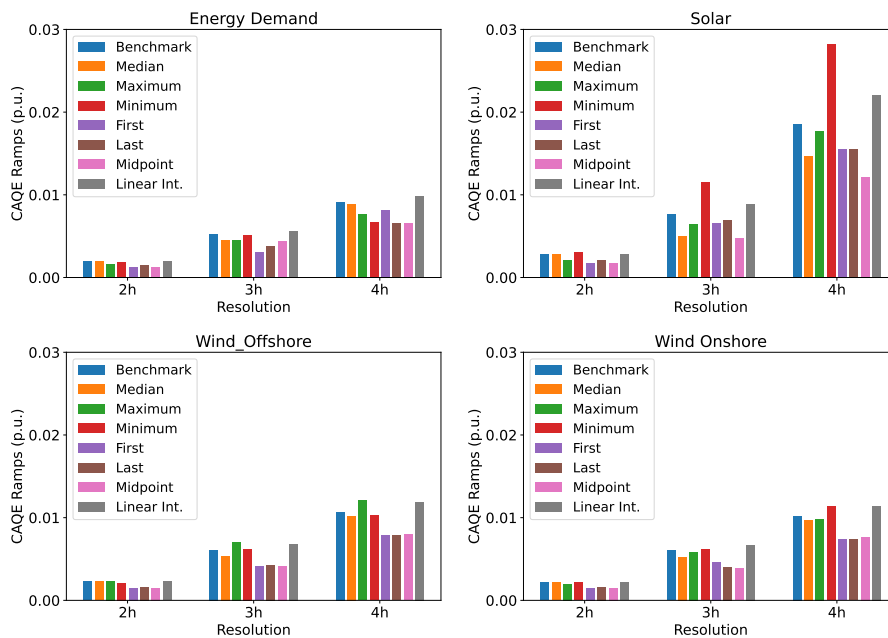 Energy Demand
0.03
0.02
0.01
0.00
CAQE Ramps (p.u.)
Benchmark
Median
Maximum
Minimum
First
Last
Midpoint
Linear Int.
2h
3h
4h
Resolution
Solar
0.03
0.02
0.01
0.00
CAQE Ramps (p.u.)
Benchmark
Median
Maximum
Minimum
First
Last
Midpoint
Linear Int.
2h
3h
4h
Resolution
Wind_Offshore
0.03
0.02
0.01
0.00
CAQE Ramps (p.u.)
Benchmark
Median
Maximum
Minimum
First
Last
Midpoint
Linear Int.
2h
3h
4h
Resolution
Wind Onshore
0.03
0.02
0.01
0.00
CAQE Ramps (p.u.)
Benchmark
Median
Maximum
Minimum
First
Last
Midpoint
Linear Int.
2h
3h
4h
Resolution